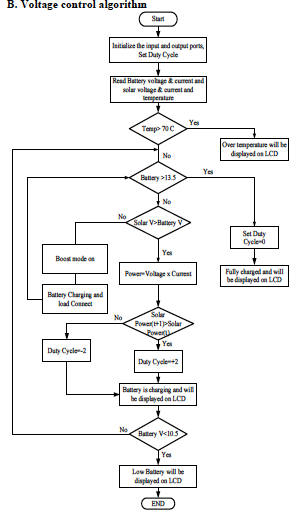 B. Voltage control algorithm
Start
Initialize the input and output ports,
Set Duty Cycle
Read Battery voltage & current and
solar voltage & current and
temperature
Temp> 70 C
Yes
No
Over temperature will be
displayed on LCD
Battery >13.5
Yes
No
Solar V>Battery V
No
Yes
Set Duty
Cycle=0
Boost mode on
Power=Voltage x Current
Fully charged and will
be displayed on LCD
Battery Charging and
load Connect
Solar
Power(t+1)>Solar
Power(t)
No
Yes
Duty Cycle=-2
Duty Cycle=+2
Battery is charging and will
be displayed on LCD
Battery V<10.5
No
Yes
Low Battery will be
displayed on LCD
END